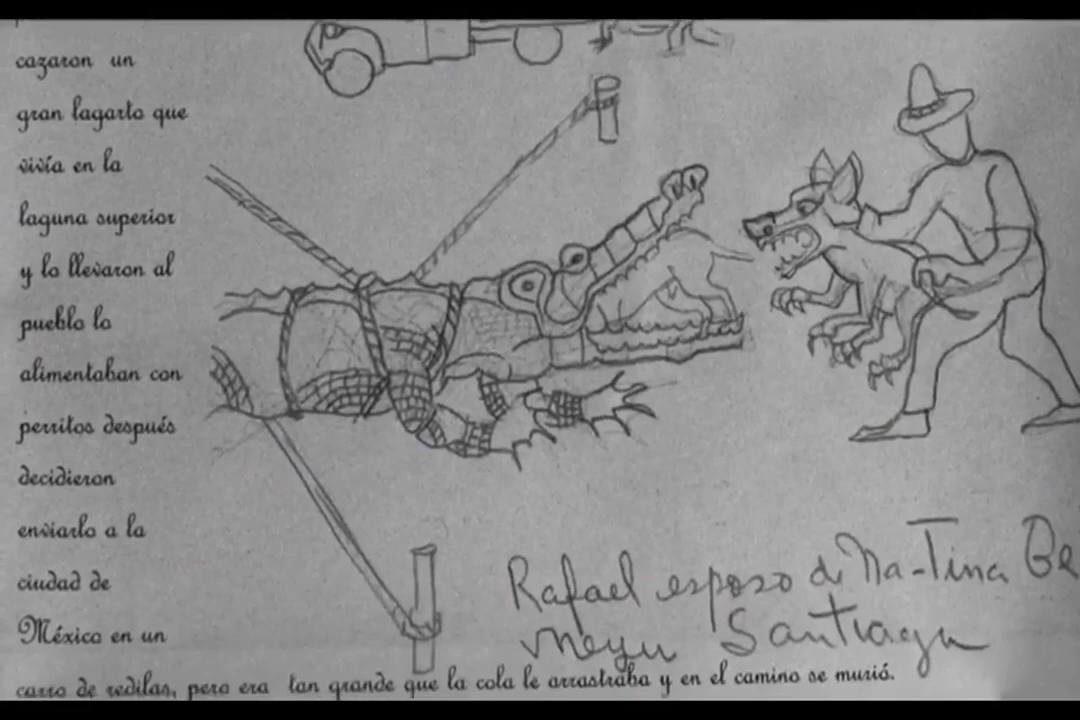 cazaron un
gran lagarto que
vivía en la
laguna superior
y lo llevaron al
pueblo lo
alimentaban con
perritos después
decidieron
enviarlo a la
ciudad de
México en un
carro de redilas, pero era tan grande que la cola le arrastraba y en el camino se murió.
Rafael esposo de Na-Tina Be
Santiago